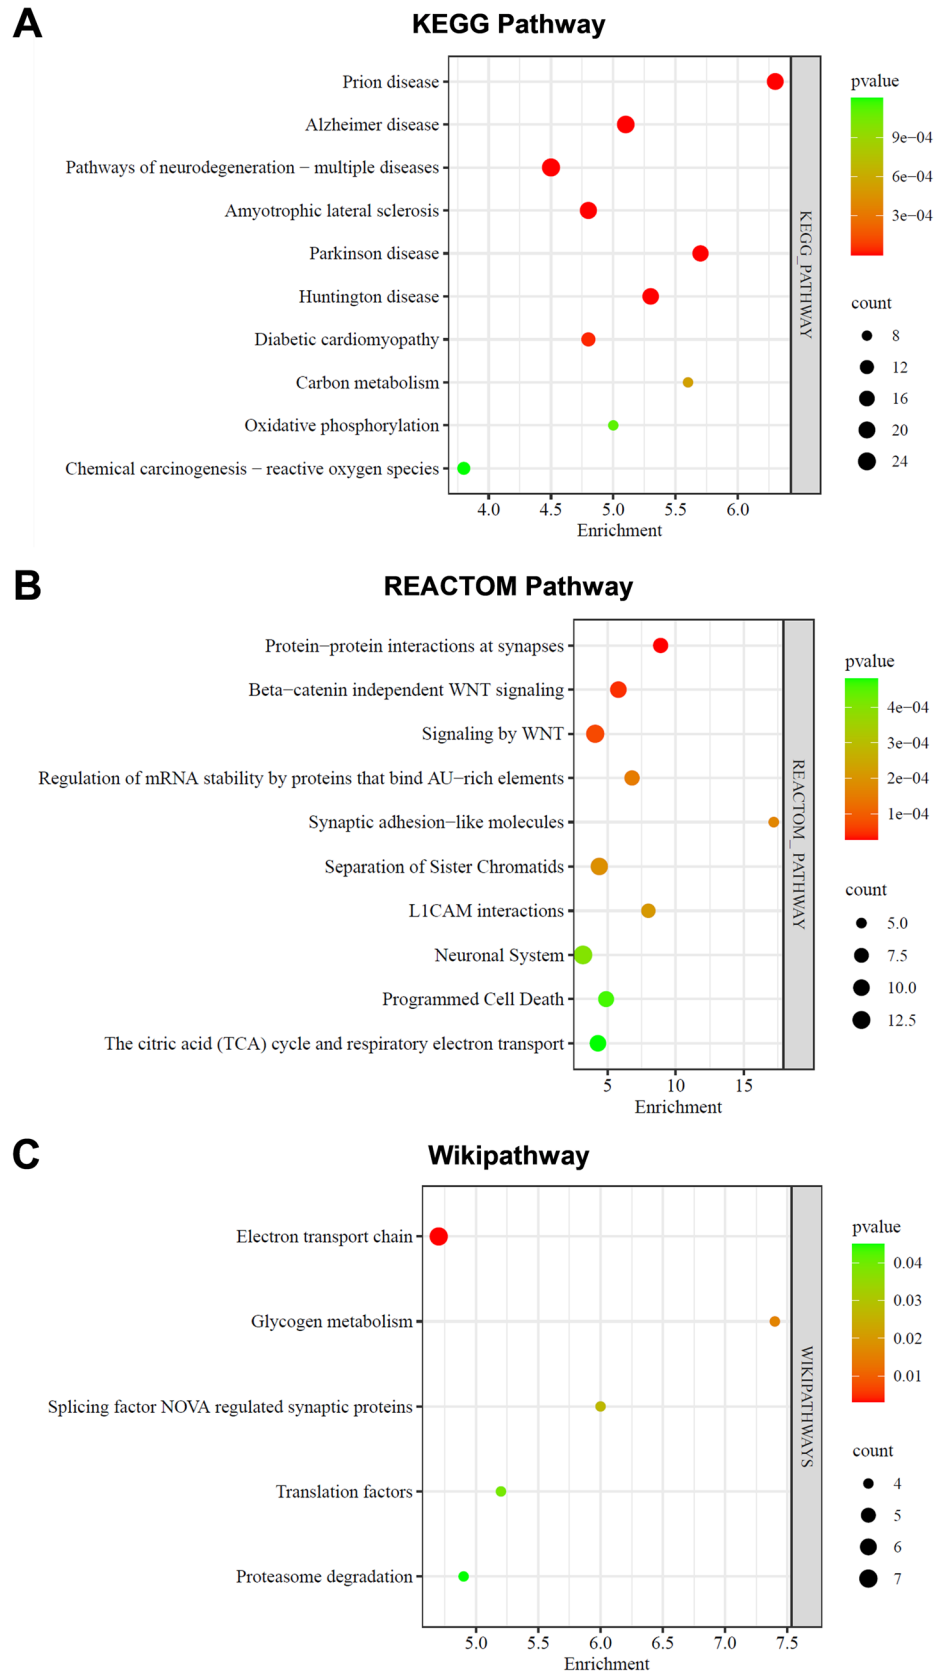 A
KEGG Pathway
Prion disease
Alzheimer disease
Pathways of neurodegeneration − multiple diseases
Amyotrophic lateral sclerosis
Parkinson disease
Huntington disease
Diabetic cardiomyopathy
Carbon metabolism
Oxidative phosphorylation
Chemical carcinogenesis − reactive oxygen species
4.0 4.5 5.0 5.5 6.0
Enrichment
KEGG_PATHWAY
pvalue
9e−04
6e−04
3e−04
count
8
12
16
20
24
B
REACTOM Pathway
Protein−protein interactions at synapses
Beta−catenin independent WNT signaling
Signaling by WNT
Regulation of mRNA stability by proteins that bind AU−rich elements
Synaptic adhesion−like molecules
Separation of Sister Chromatids
L1CAM interactions
Neuronal System
Programmed Cell Death
The citric acid (TCA) cycle and respiratory electron transport
5 10 15
Enrichment
REACTOM_PATHWAY
pvalue
4e−04
3e−04
2e−04
1e−04
count
5.0
7.5
10.0
12.5
C
Wikipathway
Electron transport chain
Glycogen metabolism
Splicing factor NOVA regulated synaptic proteins
Translation factors
Proteasome degradation
5.0 5.5 6.0 6.5 7.0 7.5
Enrichment
WIKIPATHWAYS
pvalue
0.04
0.03
0.02
0.01
count
4
5
6
7